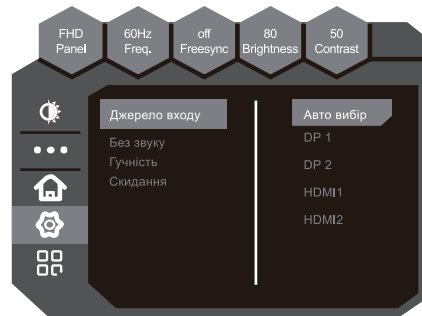 FHD
Panel
60Hz
Freq.
off
Freesync
80
Brightness
50
Contrast
Джерело входу
Без звуку
Гучність
Скидання
Авто вибір
DP 1
DP 2
HDMI1
HDMI2